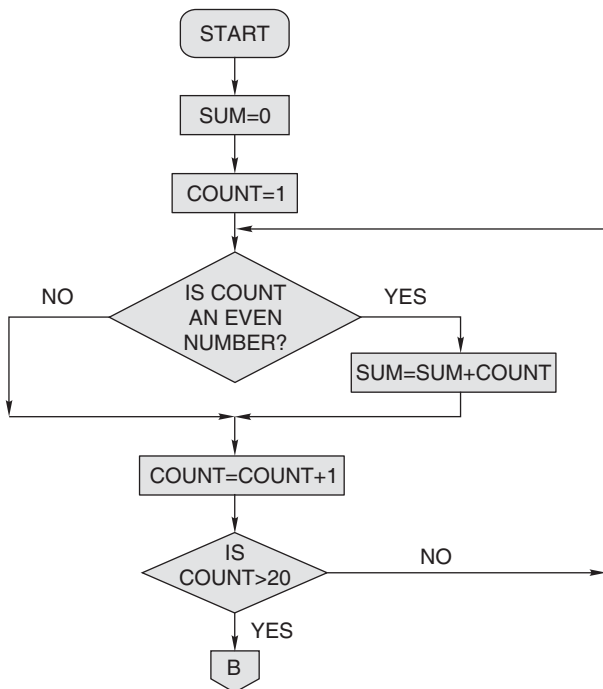 START
SUM=0
COUNT=1
NO
IS COUNT
AN EVEN
NUMBER?
YES
SUM=SUM+COUNT
COUNT=COUNT+1
IS
COUNT>20
NO
YES
B